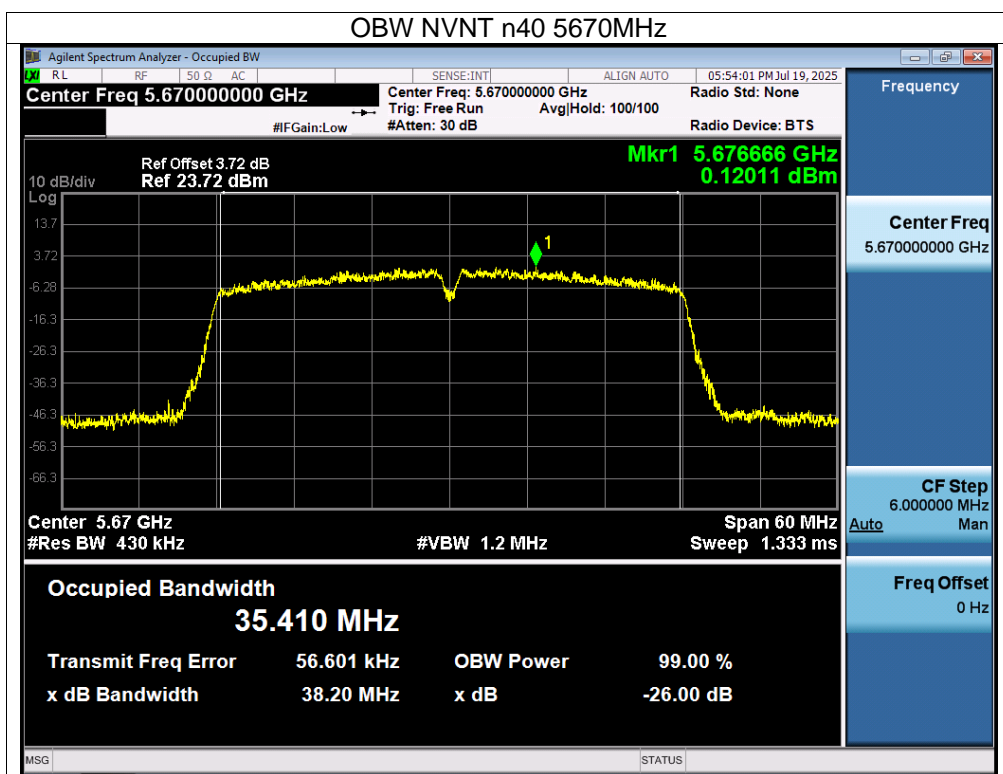 OBW NVNT n40 5670MHz
Agilent Spectrum Analyzer - Occupied BW
LXI RL RF 50 Ω AC SENSE:INT ALIGN AUTO 05:54:01 PM Jul 19, 2025
Center Freq 5.670000000 GHz Center Freq: 5.670000000 GHz Radio Std: None
Trig: Free Run Avg|Hold: 100/100
#IFGain:Low #Atten: 30 dB Radio Device: BTS
Ref Offset 3.72 dB Mkr1 5.676666 GHz
10 dB/div Ref 23.72 dBm 0.12011 dBm
Log
13.7
3.72
1
-6.28
-16.3
-26.3
-36.3
-46.3
-56.3
-66.3
Center 5.67 GHz Span 60 MHz
#Res BW 430 kHz #VBW 1.2 MHz Sweep 1.333 ms
Occupied Bandwidth
35.410 MHz
Transmit Freq Error 56.601 kHz OBW Power 99.00 %
x dB Bandwidth 38.20 MHz x dB -26.00 dB
Frequency
Center Freq
5.670000000 GHz
CF Step
6.000000 MHz
Auto Man
Freq Offset
0 Hz
MSG STATUS